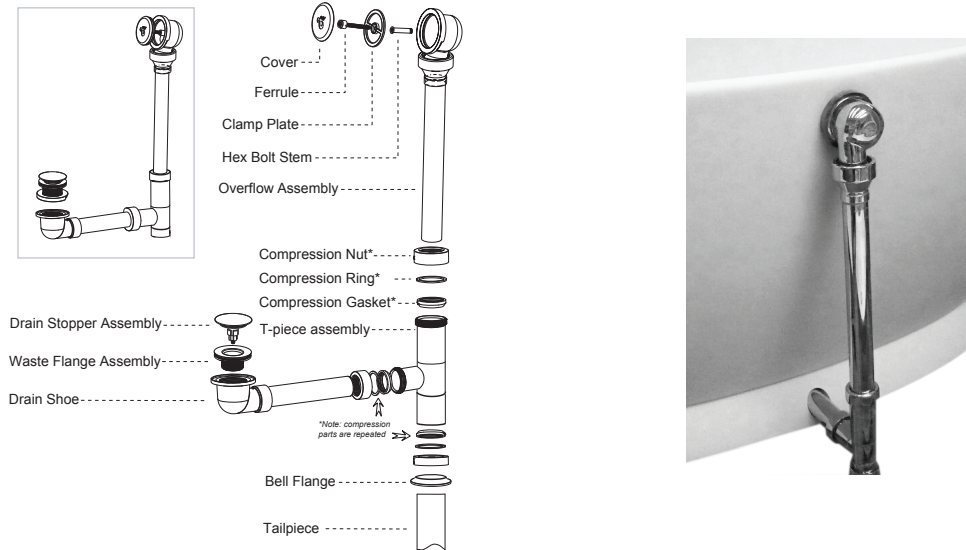 Cover
Ferrule
Clamp Plate
Hex Bolt Stem
Overflow Assembly
Compression Nut*
Compression Ring*
Compression Gasket*
Drain Stopper Assembly
T-piece assembly
Waste Flange Assembly
Drain Shoe
*Note: compression
parts are repeated
Bell Flange
Tailpiece